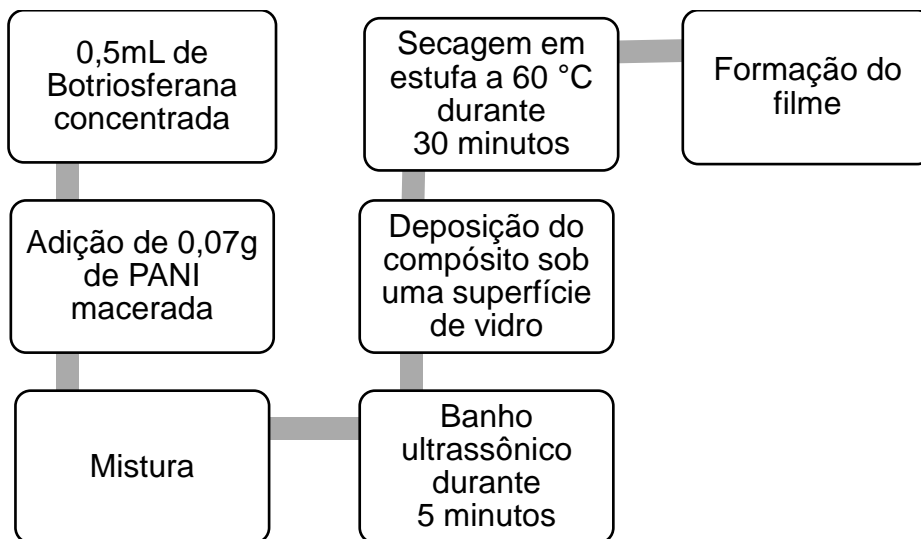 0,5mL de
Botriosferana
concentrada
Adição de 0,07g
de PANI
macerada
Mistura
Banho
ultrassônico
durante
5 minutos
Deposição do
compósito sob
uma superfície
de vidro
Secagem em
estufa a 60 °C
durante
30 minutos
Formação do
filme